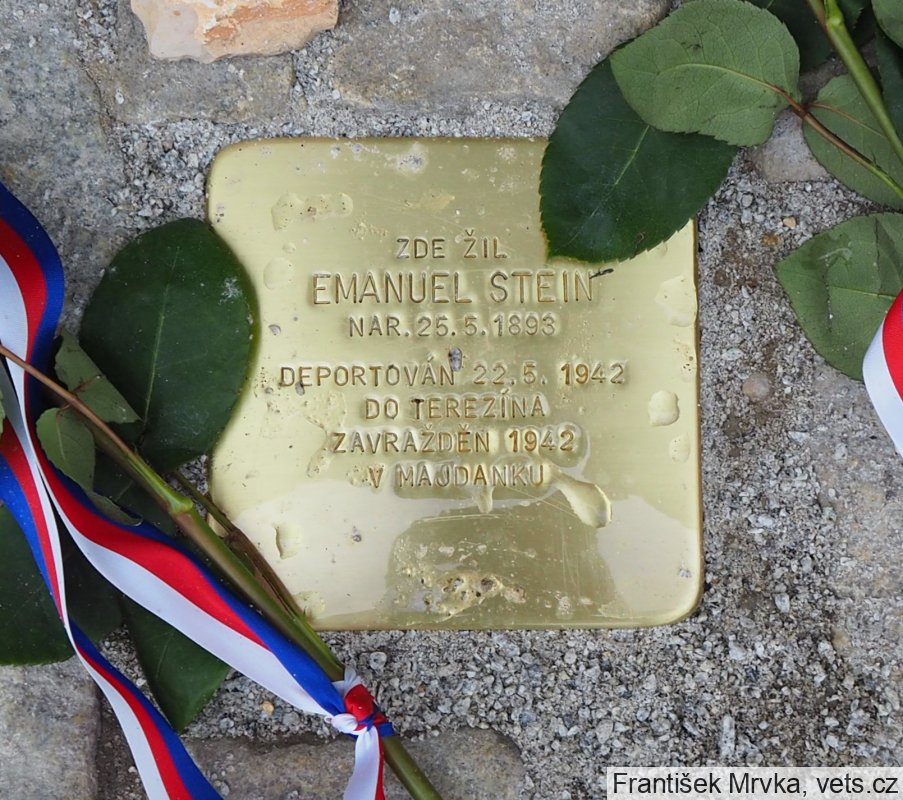 ZDE ŽIL
EMANUEL STEIN
NAR. 25. 5. 1893
DEPORTOVÁN 22. 5. 1942
DO TEREZÍNA
ZAVRAŽDĚN 1942
V MAJDANKU
František Mrvka, vets.cz